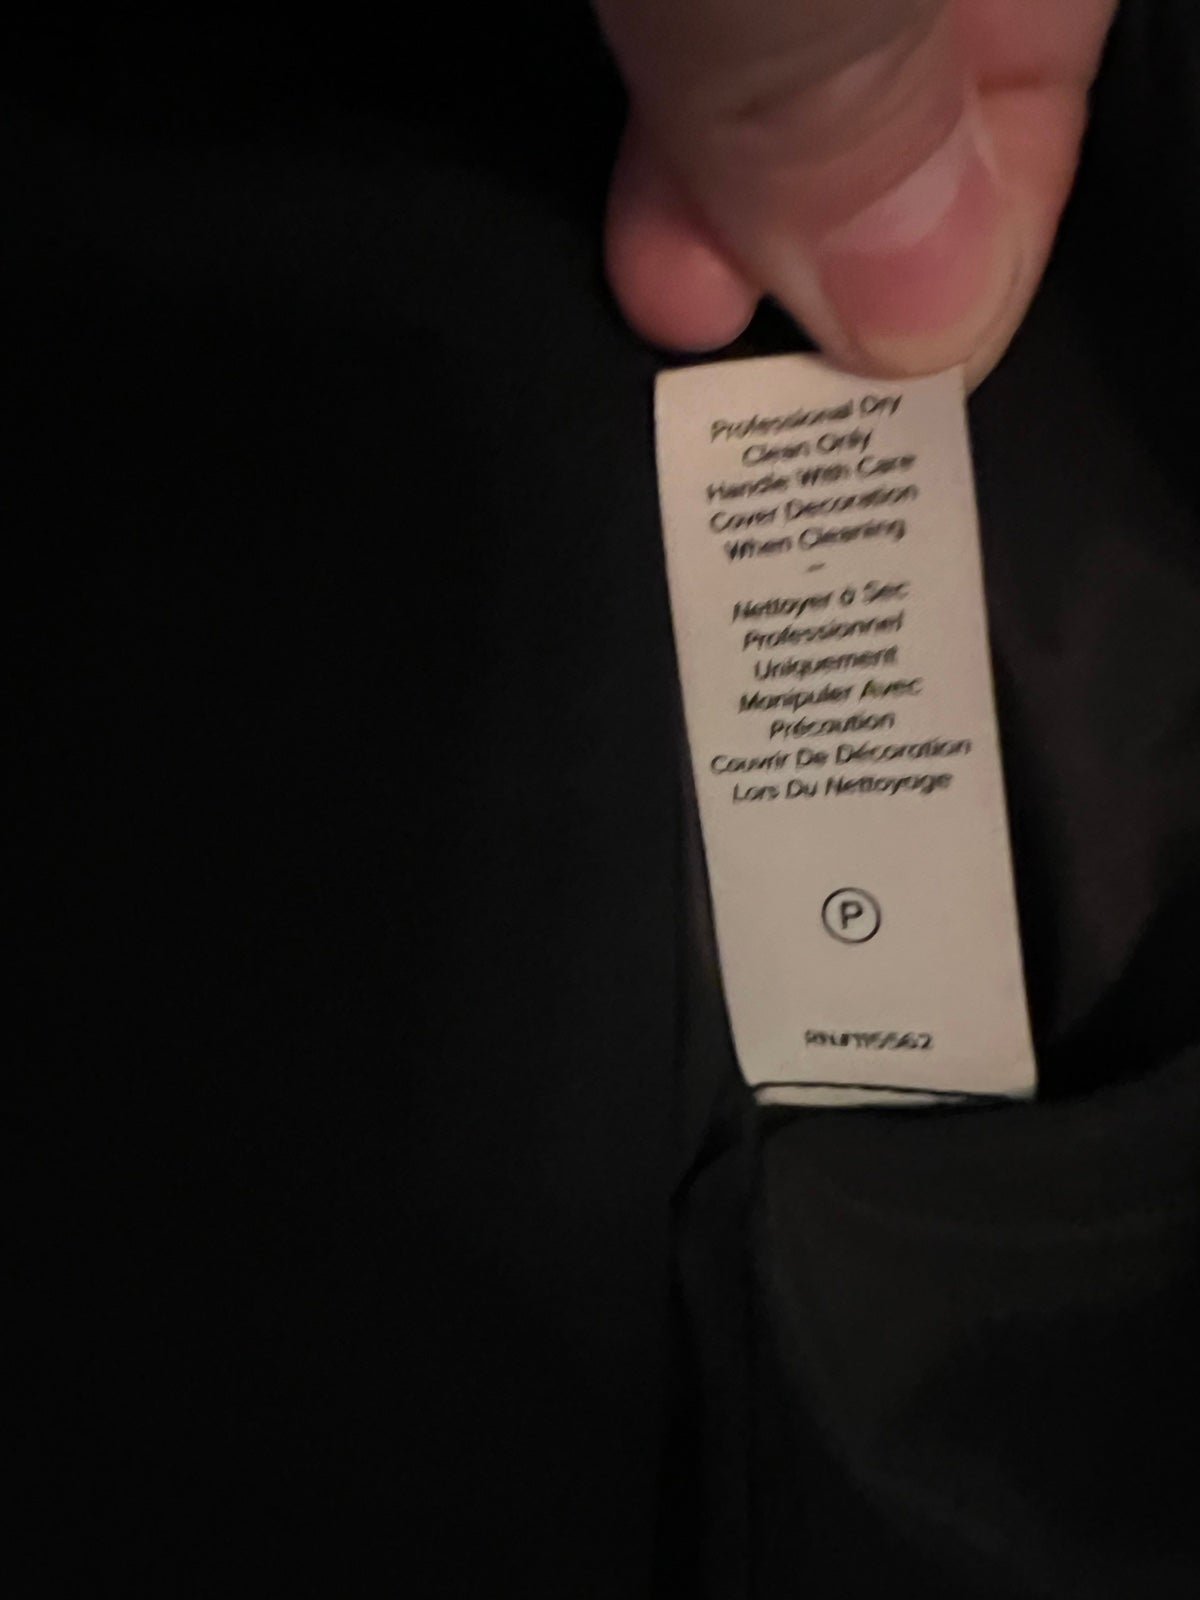 Professional Dry
Clean Only
Handle With Care
Cover Decoration
When Cleaning
–
Nettoyer à Sec
Professionnel
Uniquement
Manipuler Avec
Précaution
Couvrir De Décoration
Lors Du Nettoyage
P